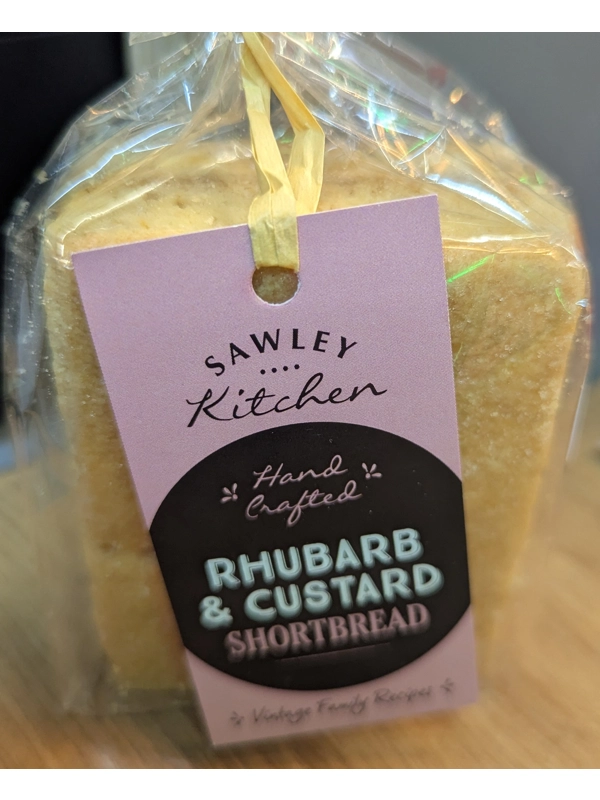 SAWLEY
Kitchen
Hand
Crafted
RHUBARB
& CUSTARD
SHORTBREAD
Vintage Family Recipes